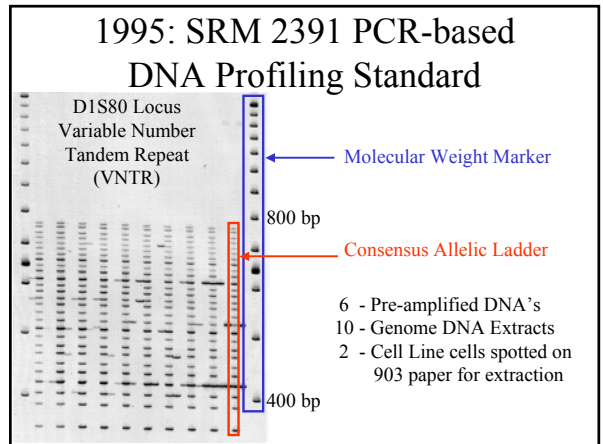 1995: SRM 2391 PCR-based
DNA Profiling Standard
D1S80 Locus
Variable Number
Tandem Repeat
(VNTR)
Molecular Weight Marker
800 bp
Consensus Allelic Ladder
6 - Pre-amplified DNA's
10 - Genome DNA Extracts
2 - Cell Line cells spotted on
903 paper for extraction
400 bp